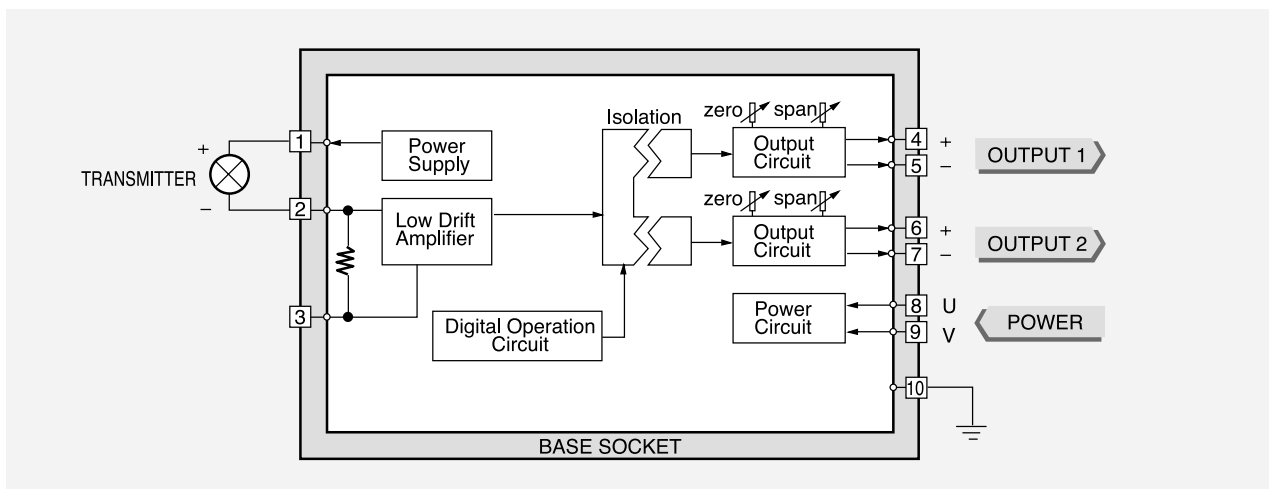 Isolation
zero span
1
Power
Supply
Output
Circuit
4 +
5 −
OUTPUT 1
+
TRANSMITTER
−
2
Low Drift
Amplifier
zero span
Output
Circuit
6 +
7 −
OUTPUT 2
3
Digital Operation
Circuit
Power
Circuit
8 U
9 V
POWER
10
BASE SOCKET